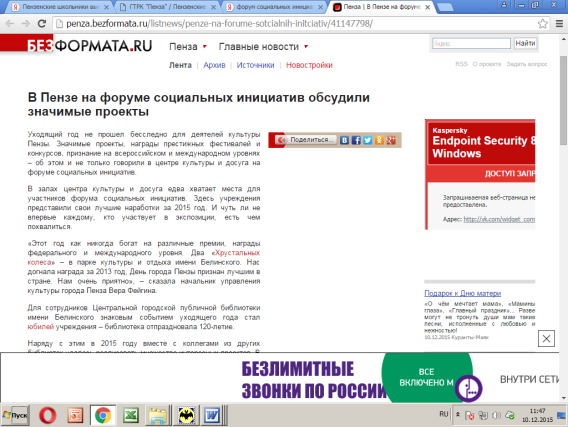 Пензенские школьники вы
ГТРК "Пенза" / Пензенские
форум социальных инициа
Пенза | В Пензе на форуме
penza.bezformata.ru/listnews/penze-na-forume-sotcialnih-initciativ/41147798/
БЕЗФОРМАТА.RU
Пенза Главные новости
Лента | Архив | Источники | Новостройки
Яндекс Найти
RSS О проекте Задать вопрос
В Пензе на форуме социальных инициатив обсудили
значимые проекты
Уходящий год не прошел бесследно для деятелей культуры
Пензы. Значимые проекты, награды престижных фестивалей и
конкурсов, признание на всероссийском и международном уровнях
– об этом и не только говорили в центре культуры и досуга на
форуме социальных инициатив.
В залах центра культуры и досуга едва хватает места для
участников форума социальных инициатив. Здесь учреждения
представили свои лучшие наработки за 2015 год. И чуть ли не
впервые каждому, кто участвует в экспозиции, есть чем
похвалиться.
«Этот год как никогда богат на различные премии, награды
федерального и международного уровня. Два «Хрустальных
колеса» – в парке культуры и отдыха имени Белинского. Нас
догнала награда за 2013 год, День города Пензы признан лучшим в
стране. Нам очень приятно», – сказала начальник управления
культуры города Пенза Вера Фейгина.
Для сотрудников Центральной городской публичной библиотеки
имени Белинского знаковым событием уходящего года стал
юбилей учреждения – библиотека отпраздновала 120-летие.
Наряду с этим в 2015 году вместе с коллегами из других
Поделиться…
Kaspersky
Endpoint Security 8
Windows
ДОСТУП ЗАПР
Запрашиваемая веб-страница не
предоставлена.
Адрес: http://vk.com/widget_com
Подарок к Дню матери
«О чём мечтает мама», «Мамины
глаза», «Главный праздник»... Разве
могут не тронуть души мам такие
песни, исполненные с любовью и
нежностью!
10.12.2015 Куранты-Маяк
БЕЗЛИМИТНЫЕ
ЗВОНКИ ПО РОССИИ
ВСЕ
ВКЛЮЧЕНО M
ВНУТРИ СЕТИ
Пуск
RU
11:47
10.12.2015